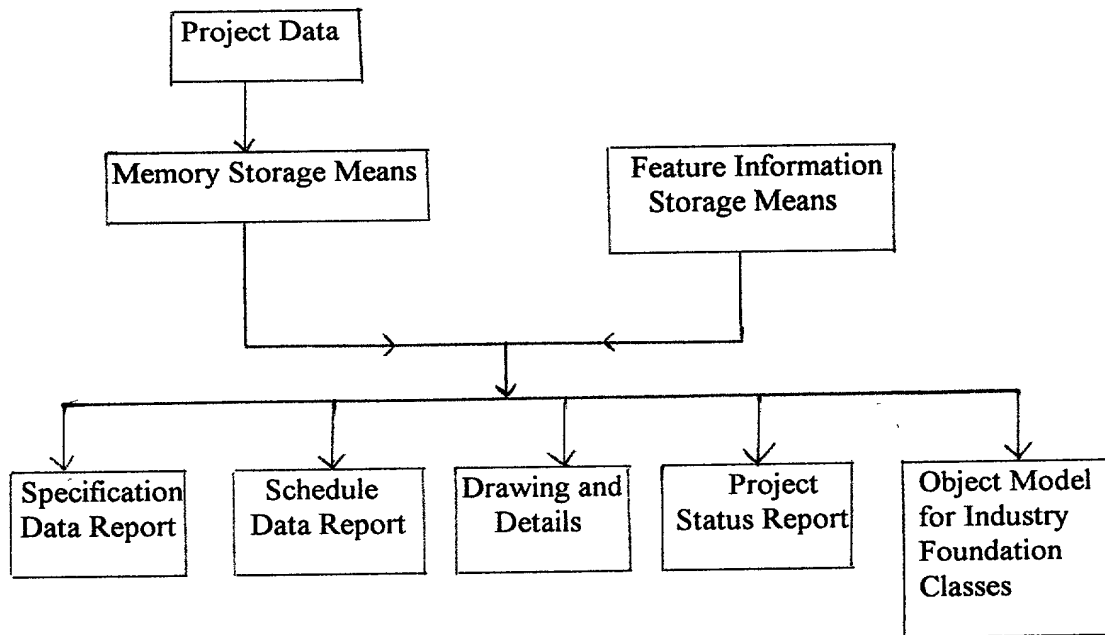 Project Data
Memory Storage Means
Feature Information
Storage Means
Specification
Data Report
Schedule
Data Report
Drawing and
Details
Project
Status Report
Object Model
for Industry
Foundation
Classes